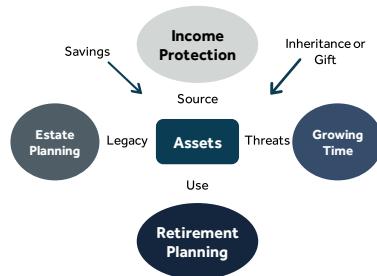 Income
Protection
Savings
Inheritance or
Gift
Source
Estate
Planning
Legacy
Assets
Threats
Growing
Time
Use
Retirement
Planning